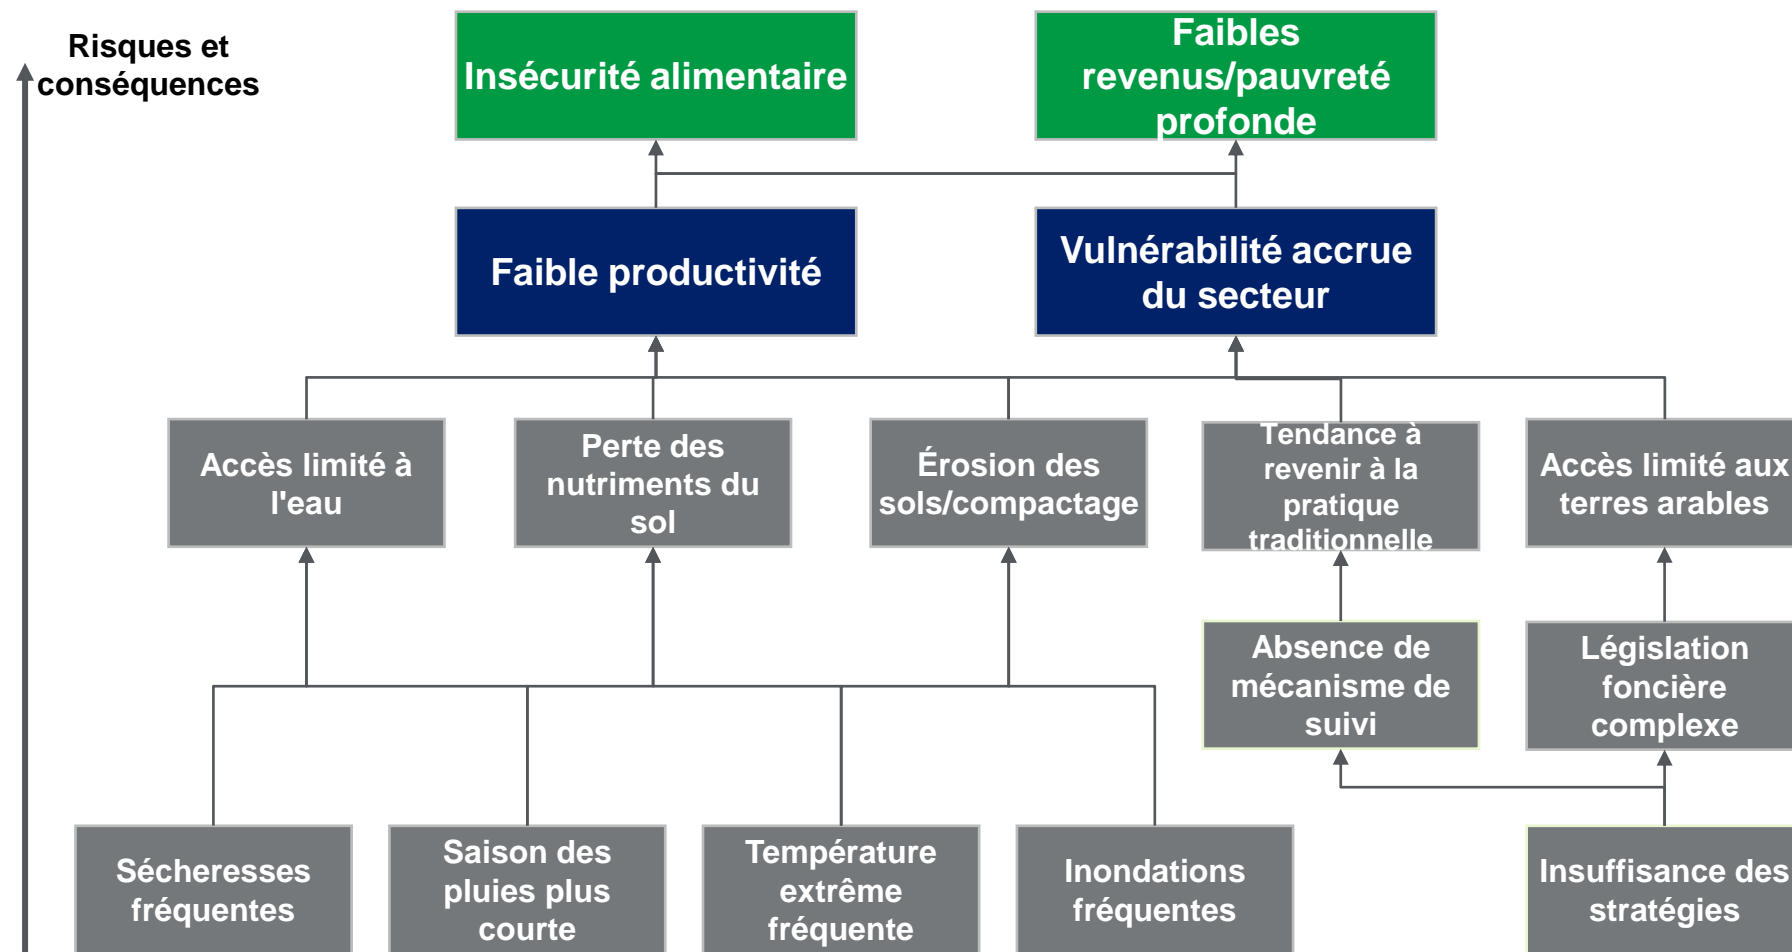 Risques et
conséquences
Insécurité alimentaire
Faibles
revenus/pauvreté
profonde
Faible productivité
Vulnérabilité accrue
du secteur
Accès limité à
l'eau
Perte des
nutriments du
sol
Érosion des
sols/compactage
Tendance à
revenir à la
pratique
traditionnelle
Accès limité aux
terres arables
Absence de
mécanisme de
suivi
Législation
foncière
complexe
Sécheresses
fréquentes
Saison des
pluies plus
courte
Température
extrême
fréquente
Inondations
fréquentes
Insuffisance des
stratégies